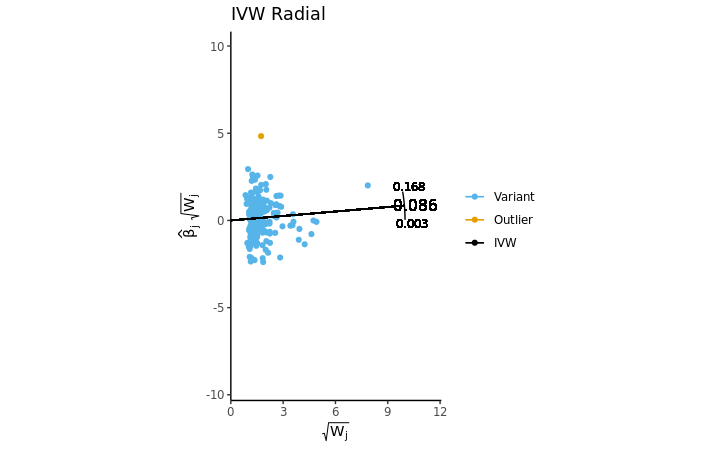 IVW Radial
10
5
0
-5
-10
0
3
6
9
12
β̂j √Wj
√Wj
0.168
0.086
0.003
Variant
Outlier
IVW